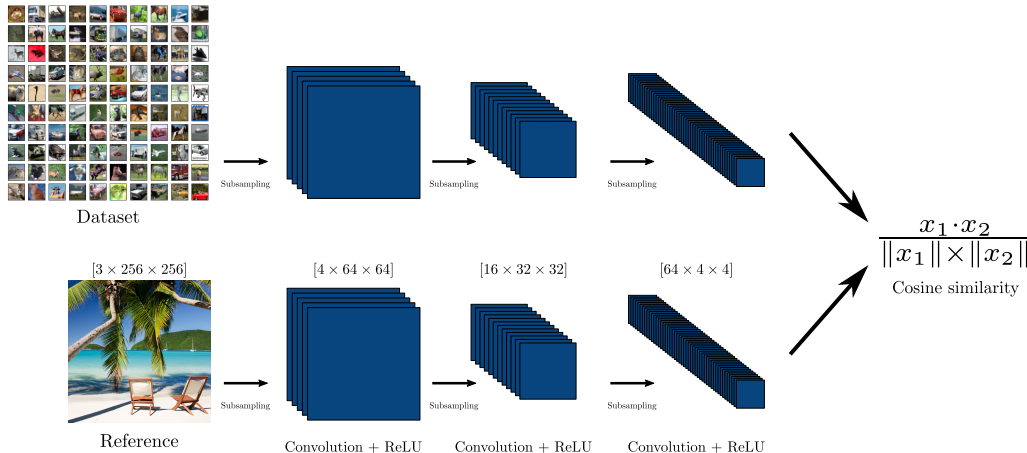 Subsampling
Subsampling
Subsampling
Dataset
x₁·x₂
‖x₁‖×‖x₂‖
Cosine similarity
[3 × 256 × 256]
[4 × 64 × 64]
[16 × 32 × 32]
[64 × 4 × 4]
Subsampling
Subsampling
Subsampling
Reference
Convolution + ReLU
Convolution + ReLU
Convolution + ReLU